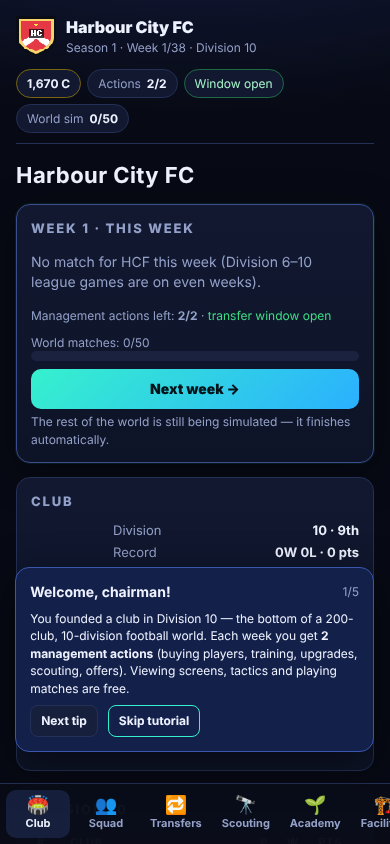 HC
Harbour City FC
Season 1 · Week 1/38 · Division 10
1,670 C
Actions 2/2
Window open
World sim 0/50
Harbour City FC
WEEK 1 · THIS WEEK
No match for HCF this week (Division 6–10
league games are on even weeks).
Management actions left: 2/2 · transfer window open
World matches: 0/50
Next week →
The rest of the world is still being simulated — it finishes
automatically.
CLUB
Division 10 · 9th
Record 0W 0L · 0 pts
Welcome, chairman! 1/5
You founded a club in Division 10 — the bottom of a 200-
club, 10-division football world. Each week you get 2
management actions (buying players, training, upgrades,
scouting, offers). Viewing screens, tactics and playing
matches are free.
Next tip
Skip tutorial
Club
Squad
Transfers
Scouting
Academy
Facili